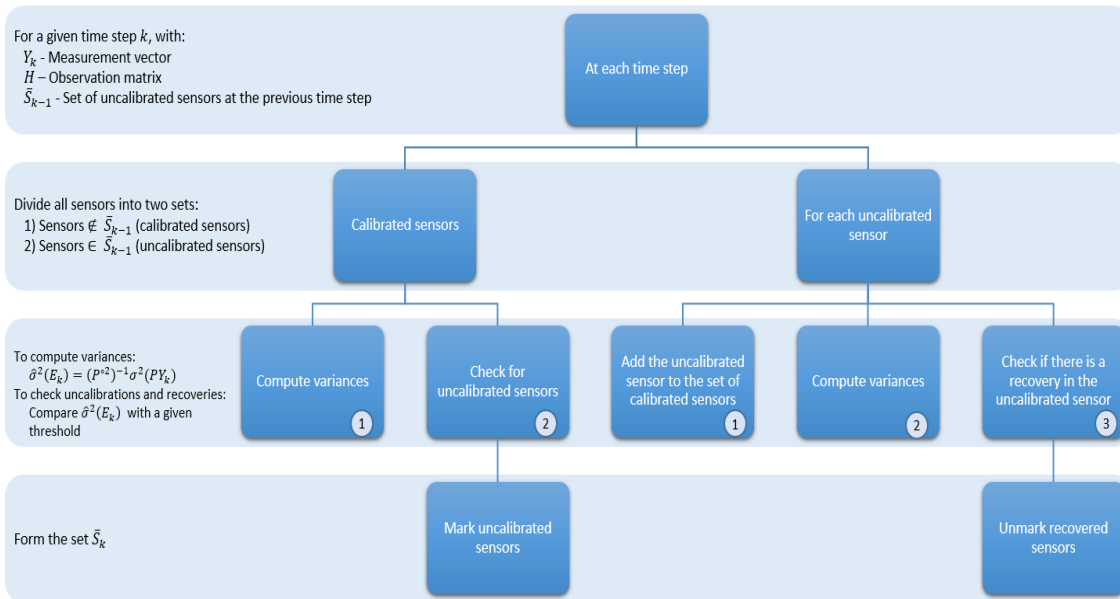 For a given time step k, with:
Y_k - Measurement vector
H – Observation matrix
S̄_{k−1} - Set of uncalibrated sensors at the previous time step
At each time step
Divide all sensors into two sets:
1) Sensors ∉ S̄_{k−1} (calibrated sensors)
2) Sensors ∈ S̄_{k−1} (uncalibrated sensors)
Calibrated sensors
For each uncalibrated
sensor
To compute variances:
σ̂²(E_k) = (P°²)⁻¹σ²(PY_k)
To check uncalibrations and recoveries:
Compare σ̂²(E_k) with a given
threshold
Compute variances
1
Check for
uncalibrated sensors
2
Add the uncalibrated
sensor to the set of
calibrated sensors
1
Compute variances
2
Check if there is a
recovery in the
uncalibrated sensor
3
Form the set S̄_k
Mark uncalibrated
sensors
Unmark recovered
sensors